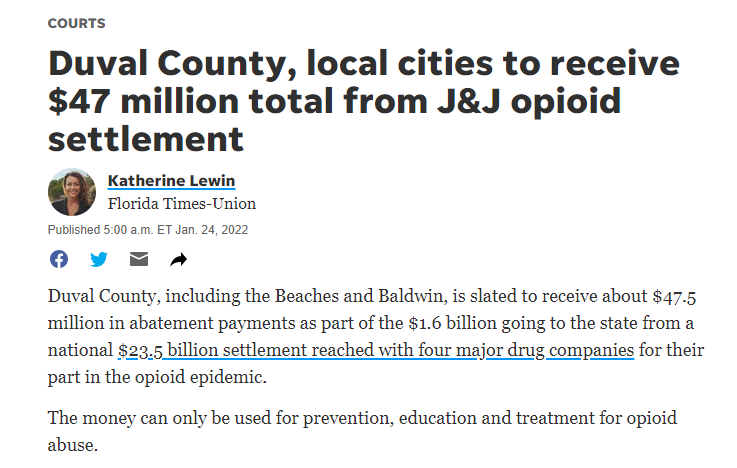 COURTS
Duval County, local cities to receive
$47 million total from J&J opioid
settlement
Katherine Lewin
Florida Times-Union
Published 5:00 a.m. ET Jan. 24, 2022
Duval County, including the Beaches and Baldwin, is slated to receive about $47.5
million in abatement payments as part of the $1.6 billion going to the state from a
national $23.5 billion settlement reached with four major drug companies for their
part in the opioid epidemic.
The money can only be used for prevention, education and treatment for opioid
abuse.